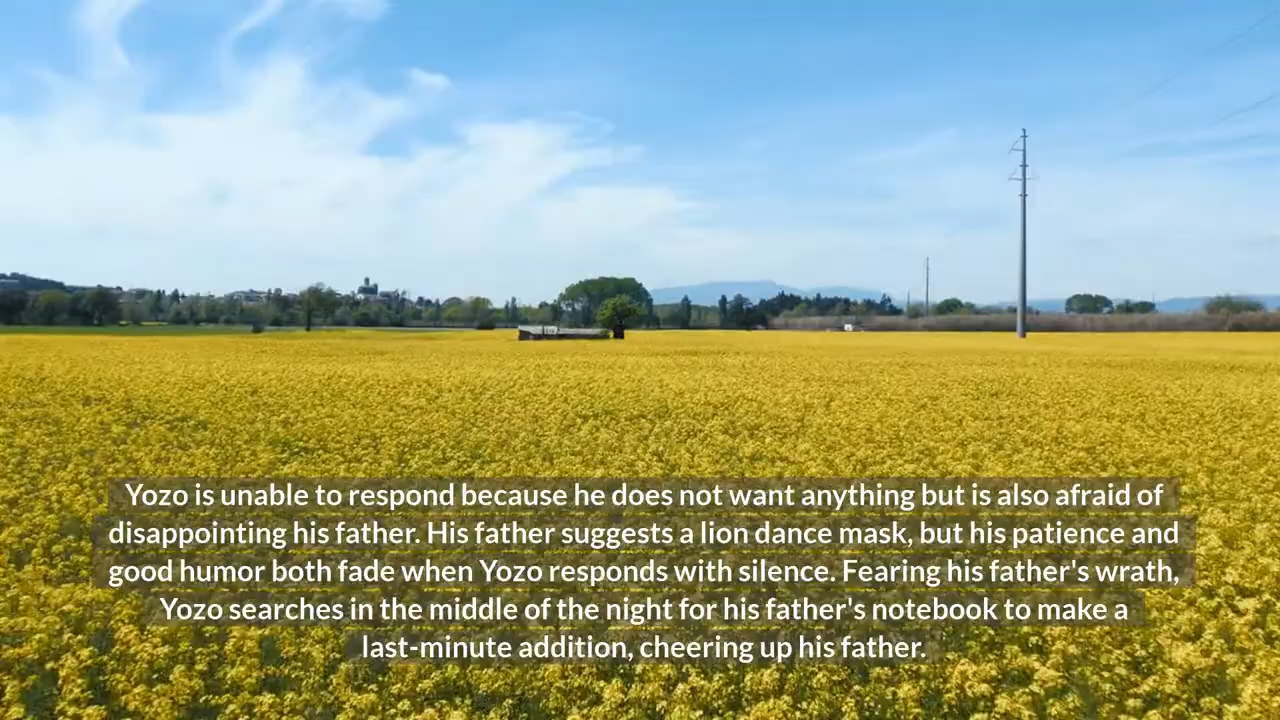 Yozo is unable to respond because he does not want anything but is also afraid of
disappointing his father. His father suggests a lion dance mask, but his patience and
good humor both fade when Yozo responds with silence. Fearing his father's wrath,
Yozo searches in the middle of the night for his father's notebook to make a
last-minute addition, cheering up his father.